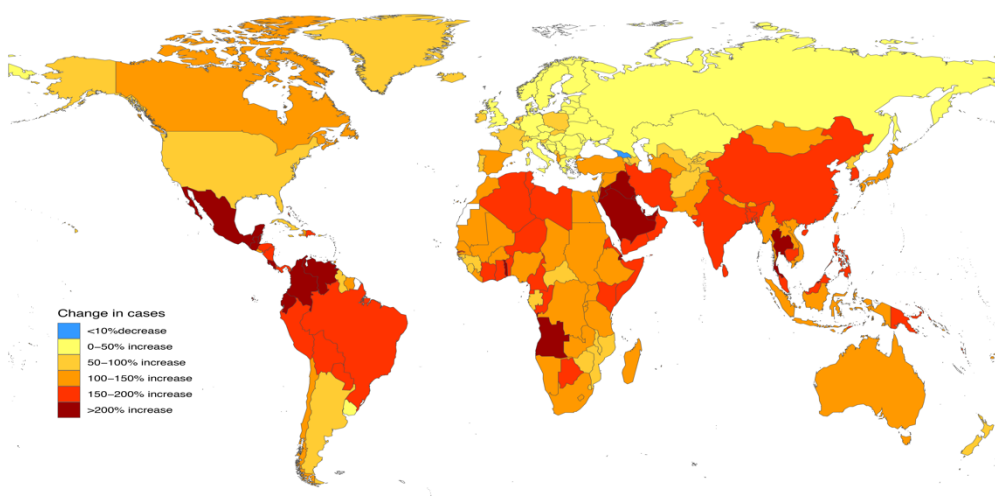 Change in cases
<10%decrease
0−50% increase
50−100% increase
100−150% increase
150−200% increase
>200% increase